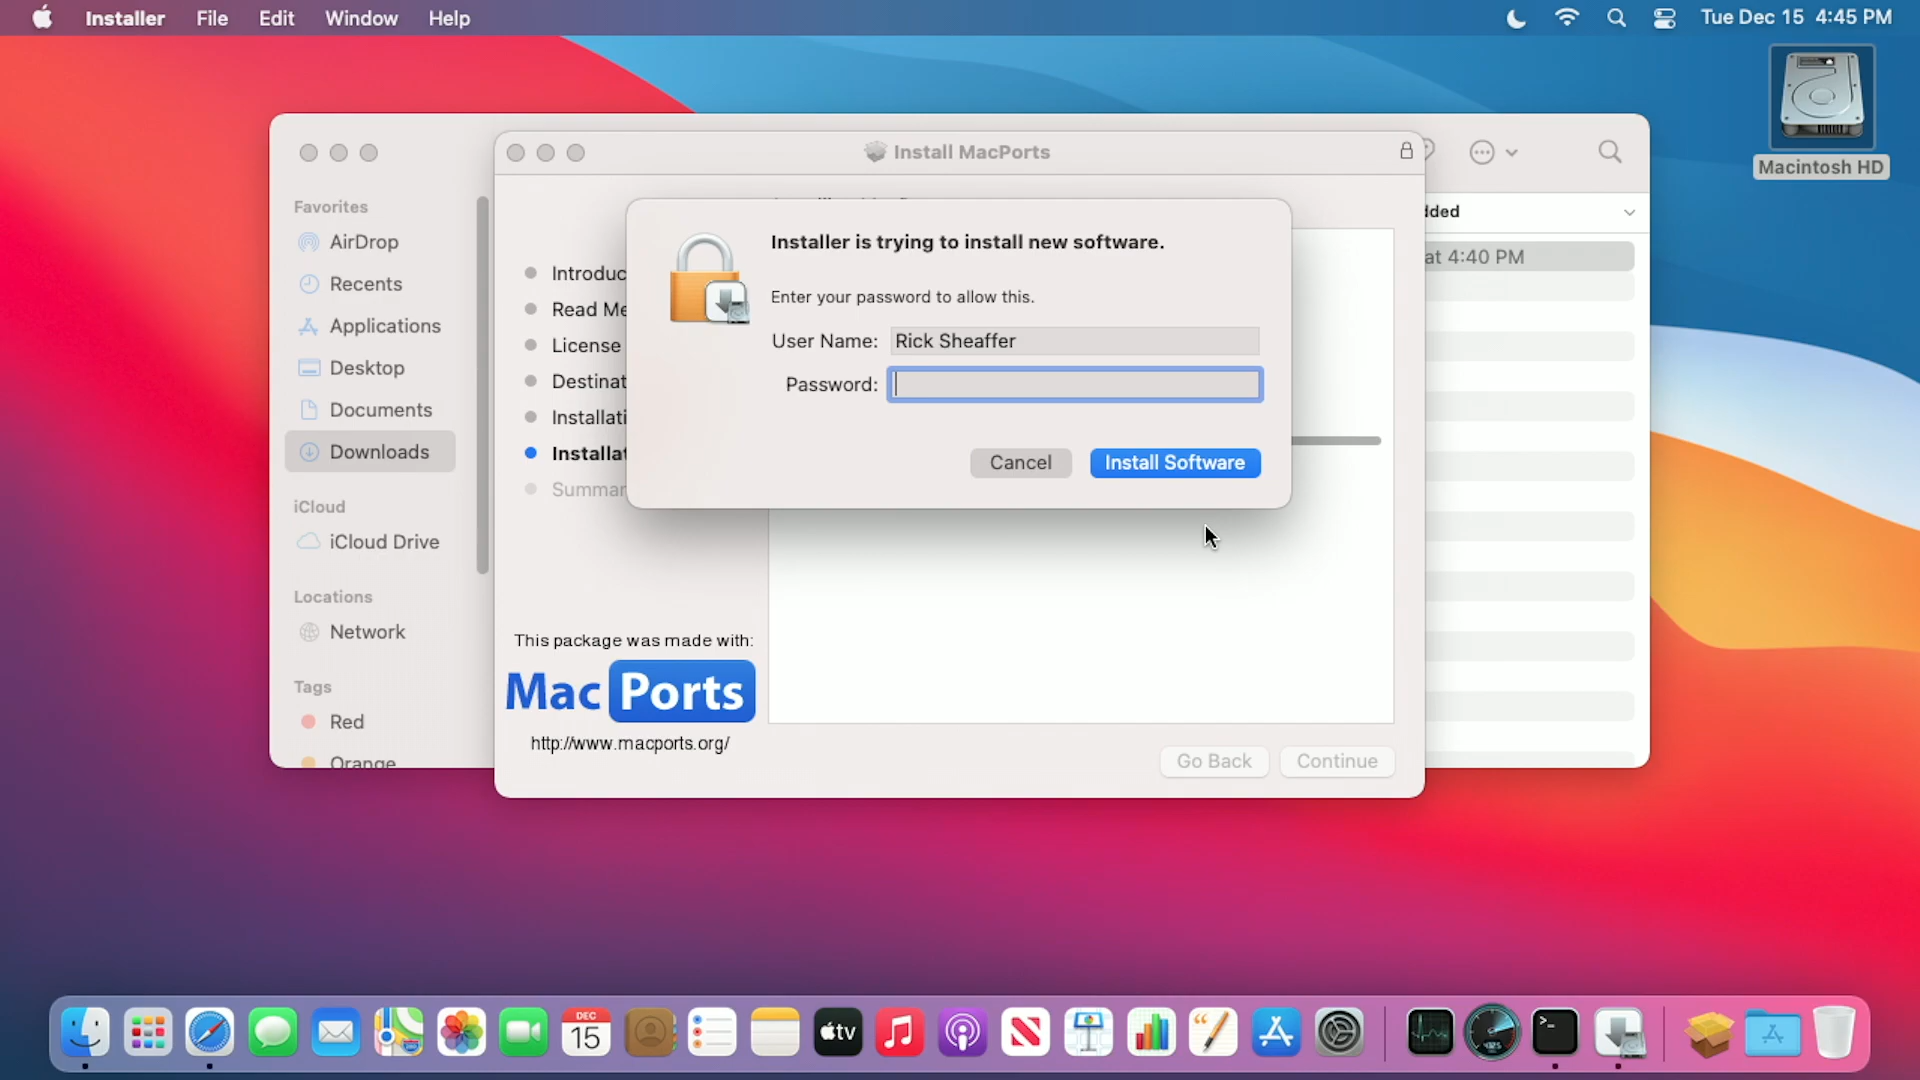 Installer File Edit Window Help
Tue Dec 15 4:45 PM
Macintosh HD
Install MacPorts
Favorites
AirDrop
Recents
Applications
Desktop
Documents
Downloads
iCloud
iCloud Drive
Locations
Network
Tags
Red
Orange
Introduc
Read Me
License
Destinat
Installati
Installat
Summar
Installer is trying to install new software.
Enter your password to allow this.
User Name: Rick Sheaffer
Password:
Cancel
Install Software
dded
at 4:40 PM
This package was made with:
Mac Ports
http://www.macports.org/
Go Back
Continue
DEC
15
tv